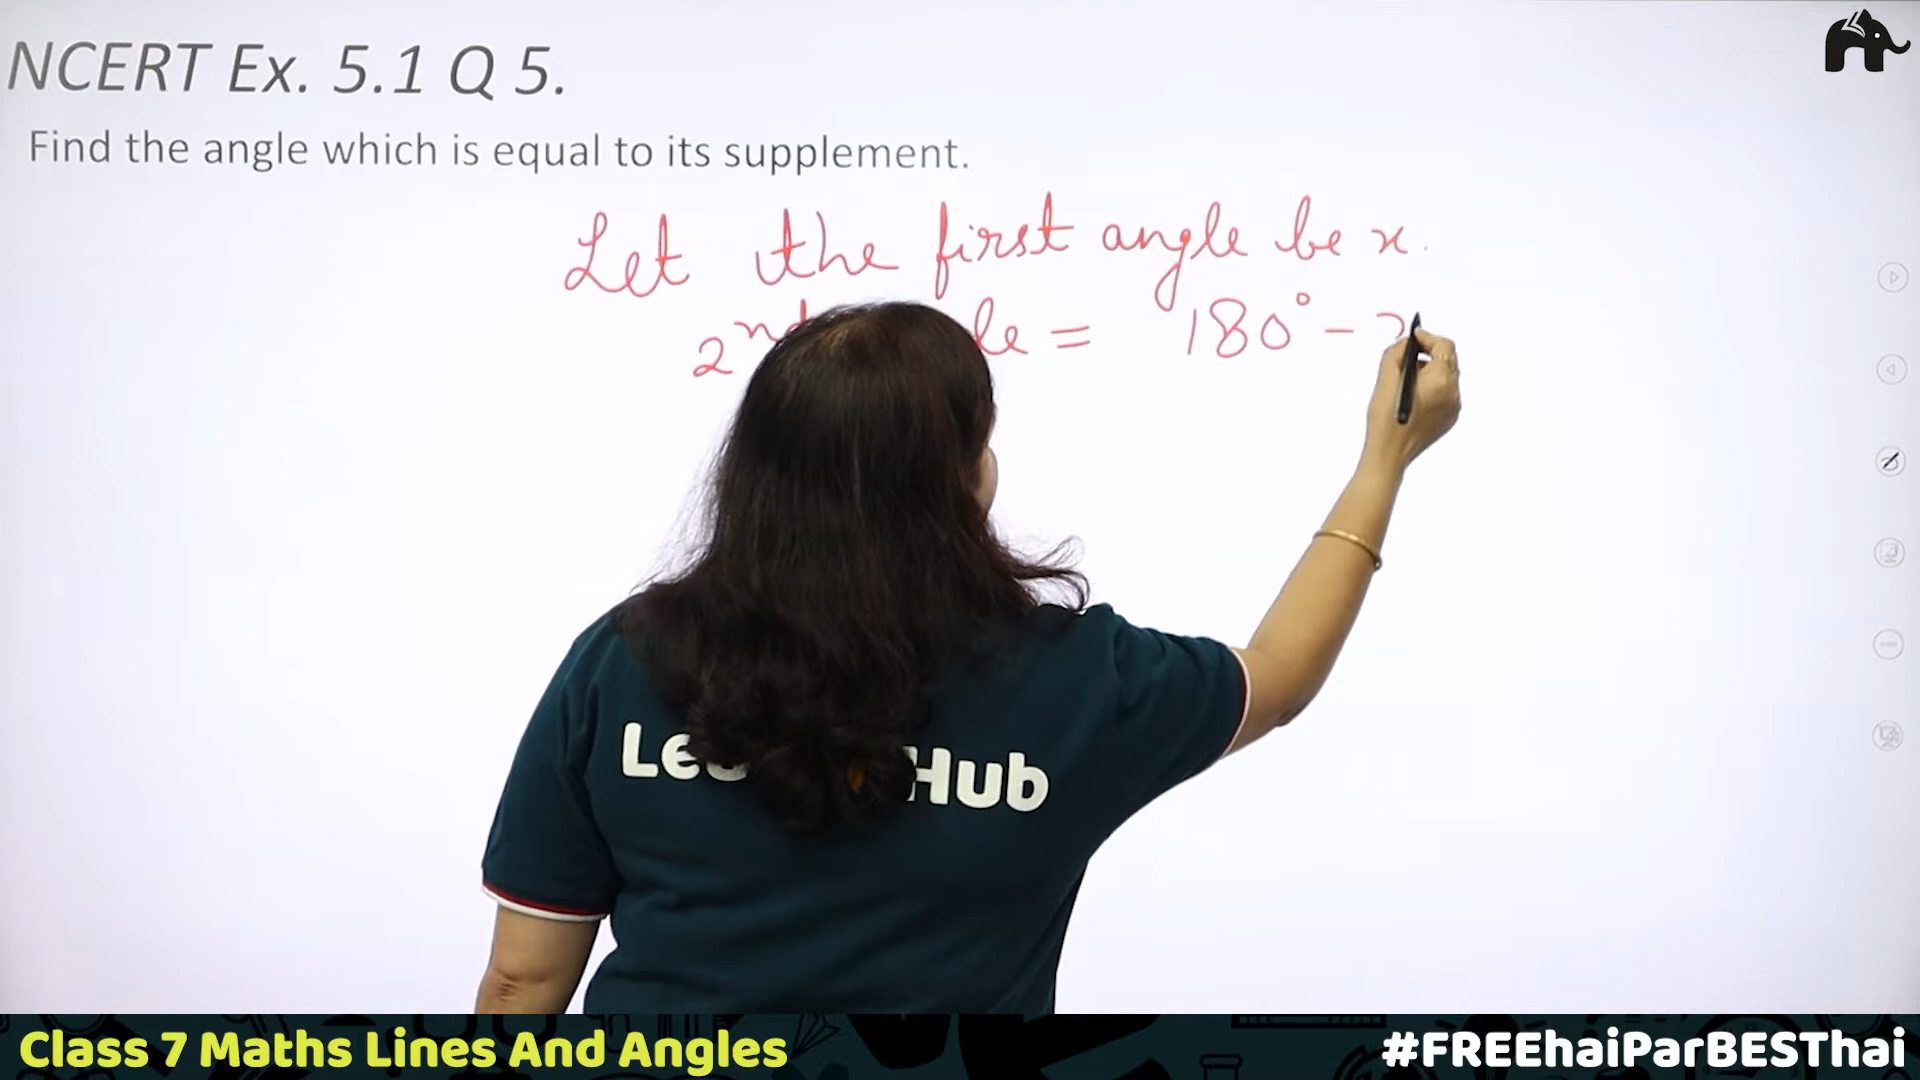 NCERT Ex. 5.1 Q 5.
Find the angle which is equal to its supplement.
Let the first angle be x.
2nd = 180° -
Hub
Class 7 Maths Lines And Angles
#FREEhaiParBESThai